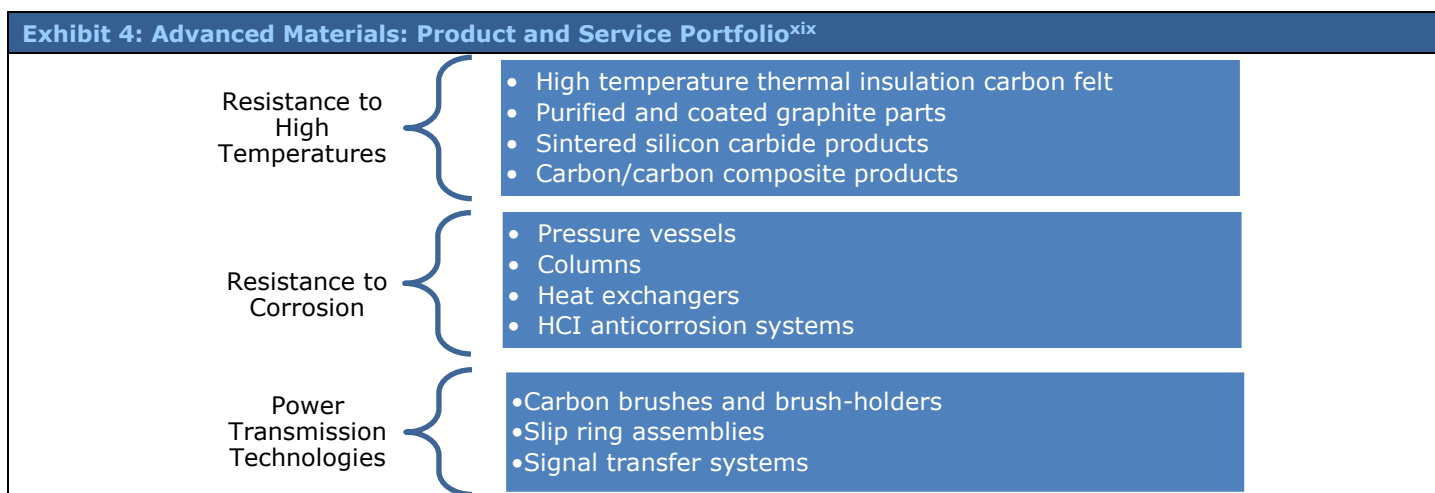 Exhibit 4: Advanced Materials: Product and Service Portfolioxix
Resistance to
High
Temperatures
• High temperature thermal insulation carbon felt
• Purified and coated graphite parts
• Sintered silicon carbide products
• Carbon/carbon composite products
Resistance to
Corrosion
• Pressure vessels
• Columns
• Heat exchangers
• HCI anticorrosion systems
Power
Transmission
Technologies
•Carbon brushes and brush-holders
•Slip ring assemblies
•Signal transfer systems